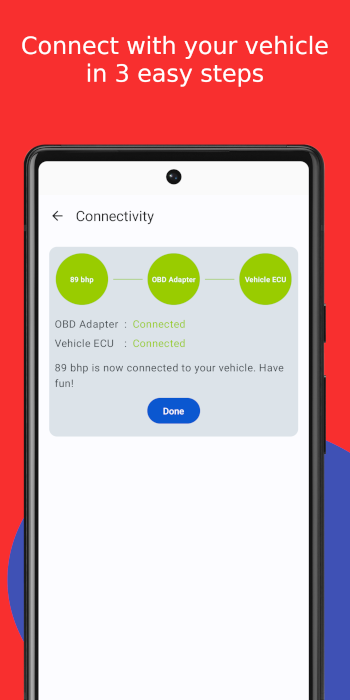 Connect with your vehicle
in 3 easy steps
Connectivity
89 bhp
OBD Adapter
Vehicle ECU
OBD Adapter : Connected
Vehicle ECU : Connected
89 bhp is now connected to your vehicle. Have
fun!
Done